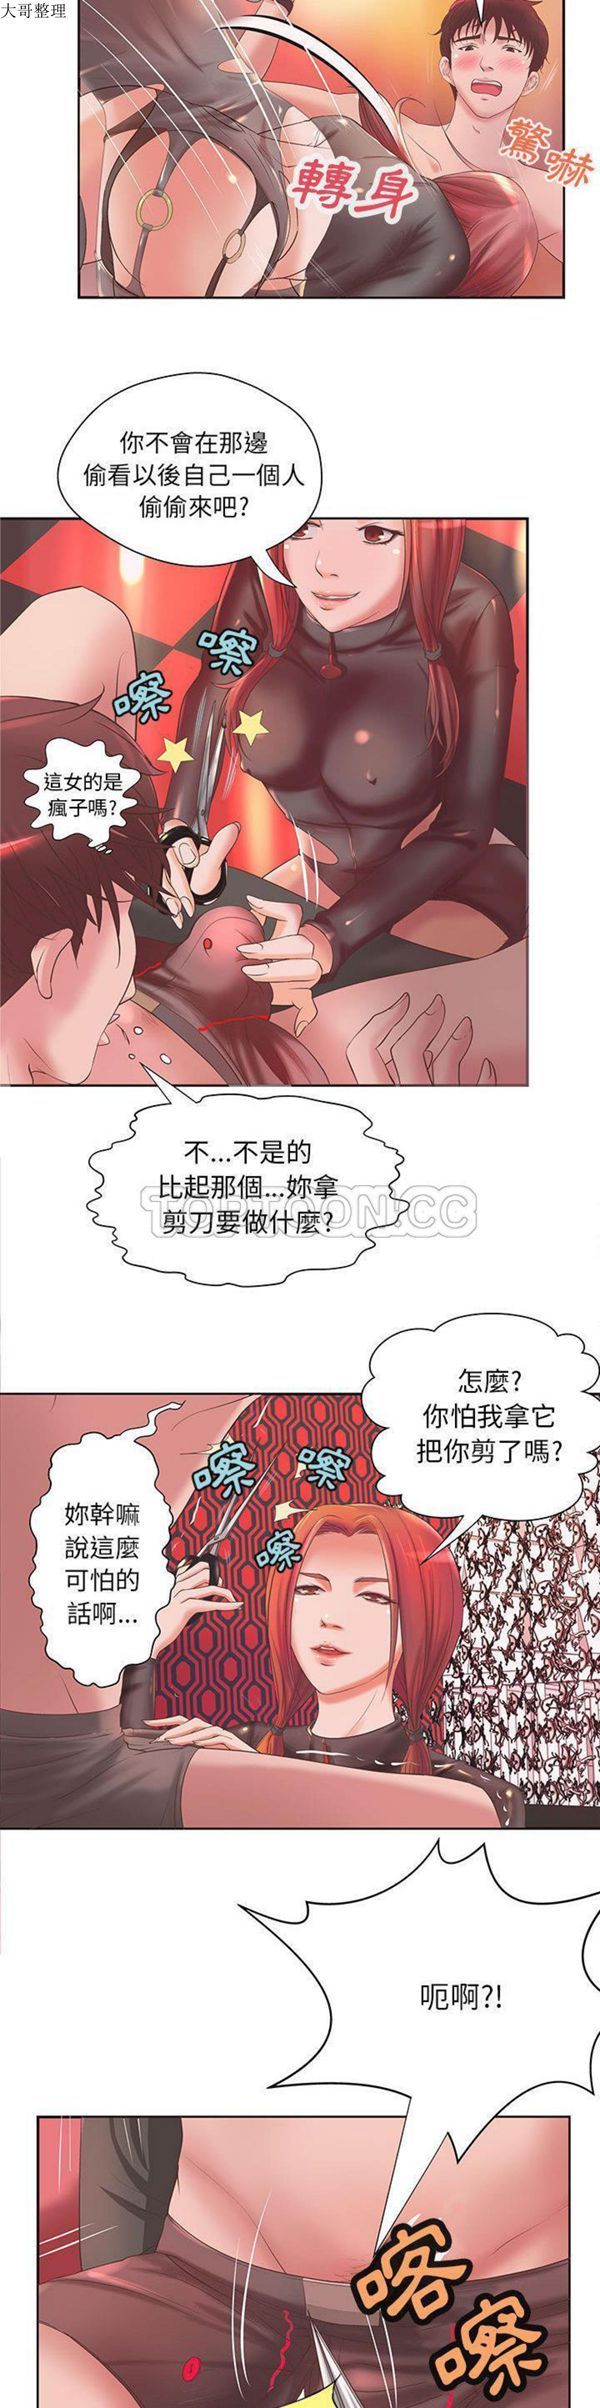 大哥整理
驚嚇
轉身
你不會在那邊
偷看以後自己一個人
偷偷來吧?
嚓
嚓
這女的是
瘋子嗎?
不...不是的
比起那個...妳拿
剪刀要做什麼?
TOPTOON.CC
怎麼?
你怕我拿它
把你剪了嗎?
嚓
嚓
嚓
妳幹嘛
說這麼
可怕的
話啊...
呃啊?!
喀嚓